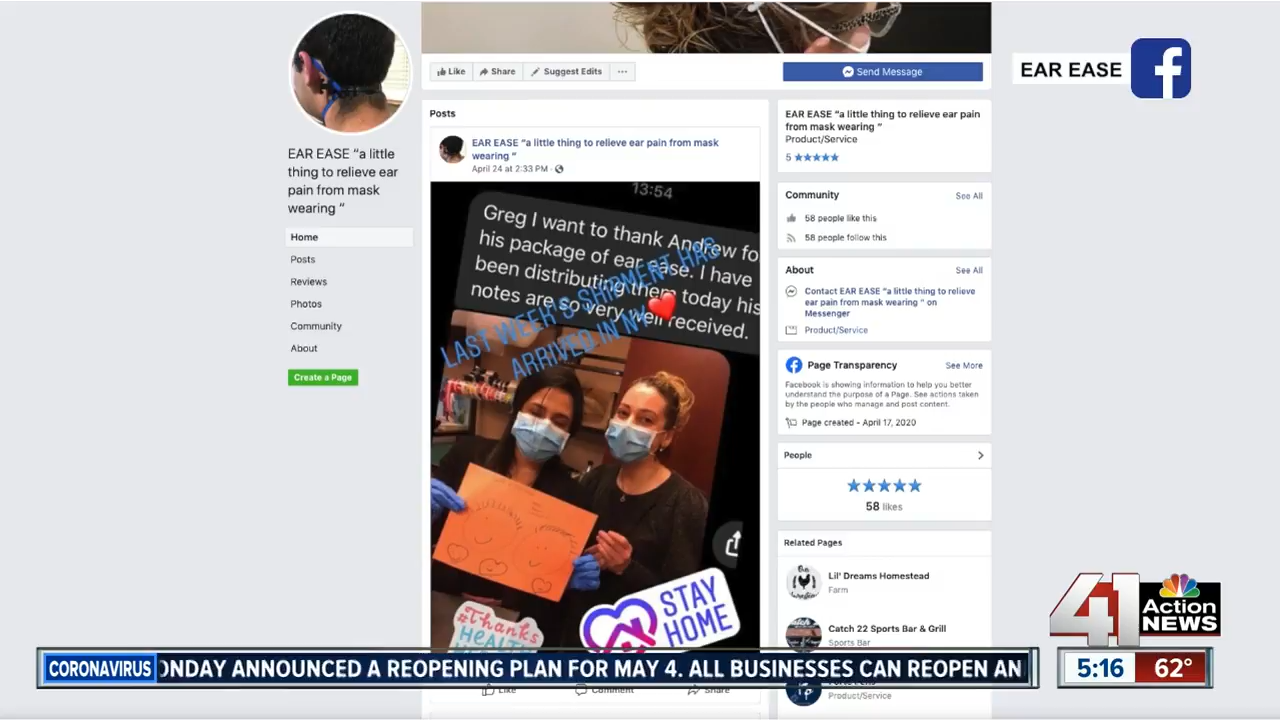 Like
Share
Suggest Edits
Send Message
EAR EASE
EAR EASE "a little
thing to relieve ear
pain from mask
wearing "
Home
Posts
Reviews
Photos
Community
About
Create a Page
Posts
EAR EASE "a little thing to relieve ear pain from mask
wearing "
April 24 at 2:33 PM ·
13:54
Greg I want to thank Andrew fo
his package of ear ease. I have
been distributing them today his
notes are so very well received.
LAST WEEK'S SHIPMENT HAS
ARRIVED IN NY
#Thanks
HEALTH
STAY
HOME
Like
Comment
Share
EAR EASE "a little thing to relieve ear pain
from mask wearing "
Product/Service
5 ★★★★★
Community
See All
58 people like this
58 people follow this
About
See All
Contact EAR EASE "a little thing to relieve
ear pain from mask wearing " on
Messenger
Product/Service
Page Transparency
See More
Facebook is showing information to help you better
understand the purpose of a Page. See actions taken
by the people who manage and post content.
Page created - April 17, 2020
People
58 likes
Related Pages
Lil' Dreams Homestead
Farm
Catch 22 Sports Bar & Grill
Sports Bar
Product/Service
41
Action
NEWS
CORONAVIRUS
ONDAY ANNOUNCED A REOPENING PLAN FOR MAY 4. ALL BUSINESSES CAN REOPEN AN
5:16
62°